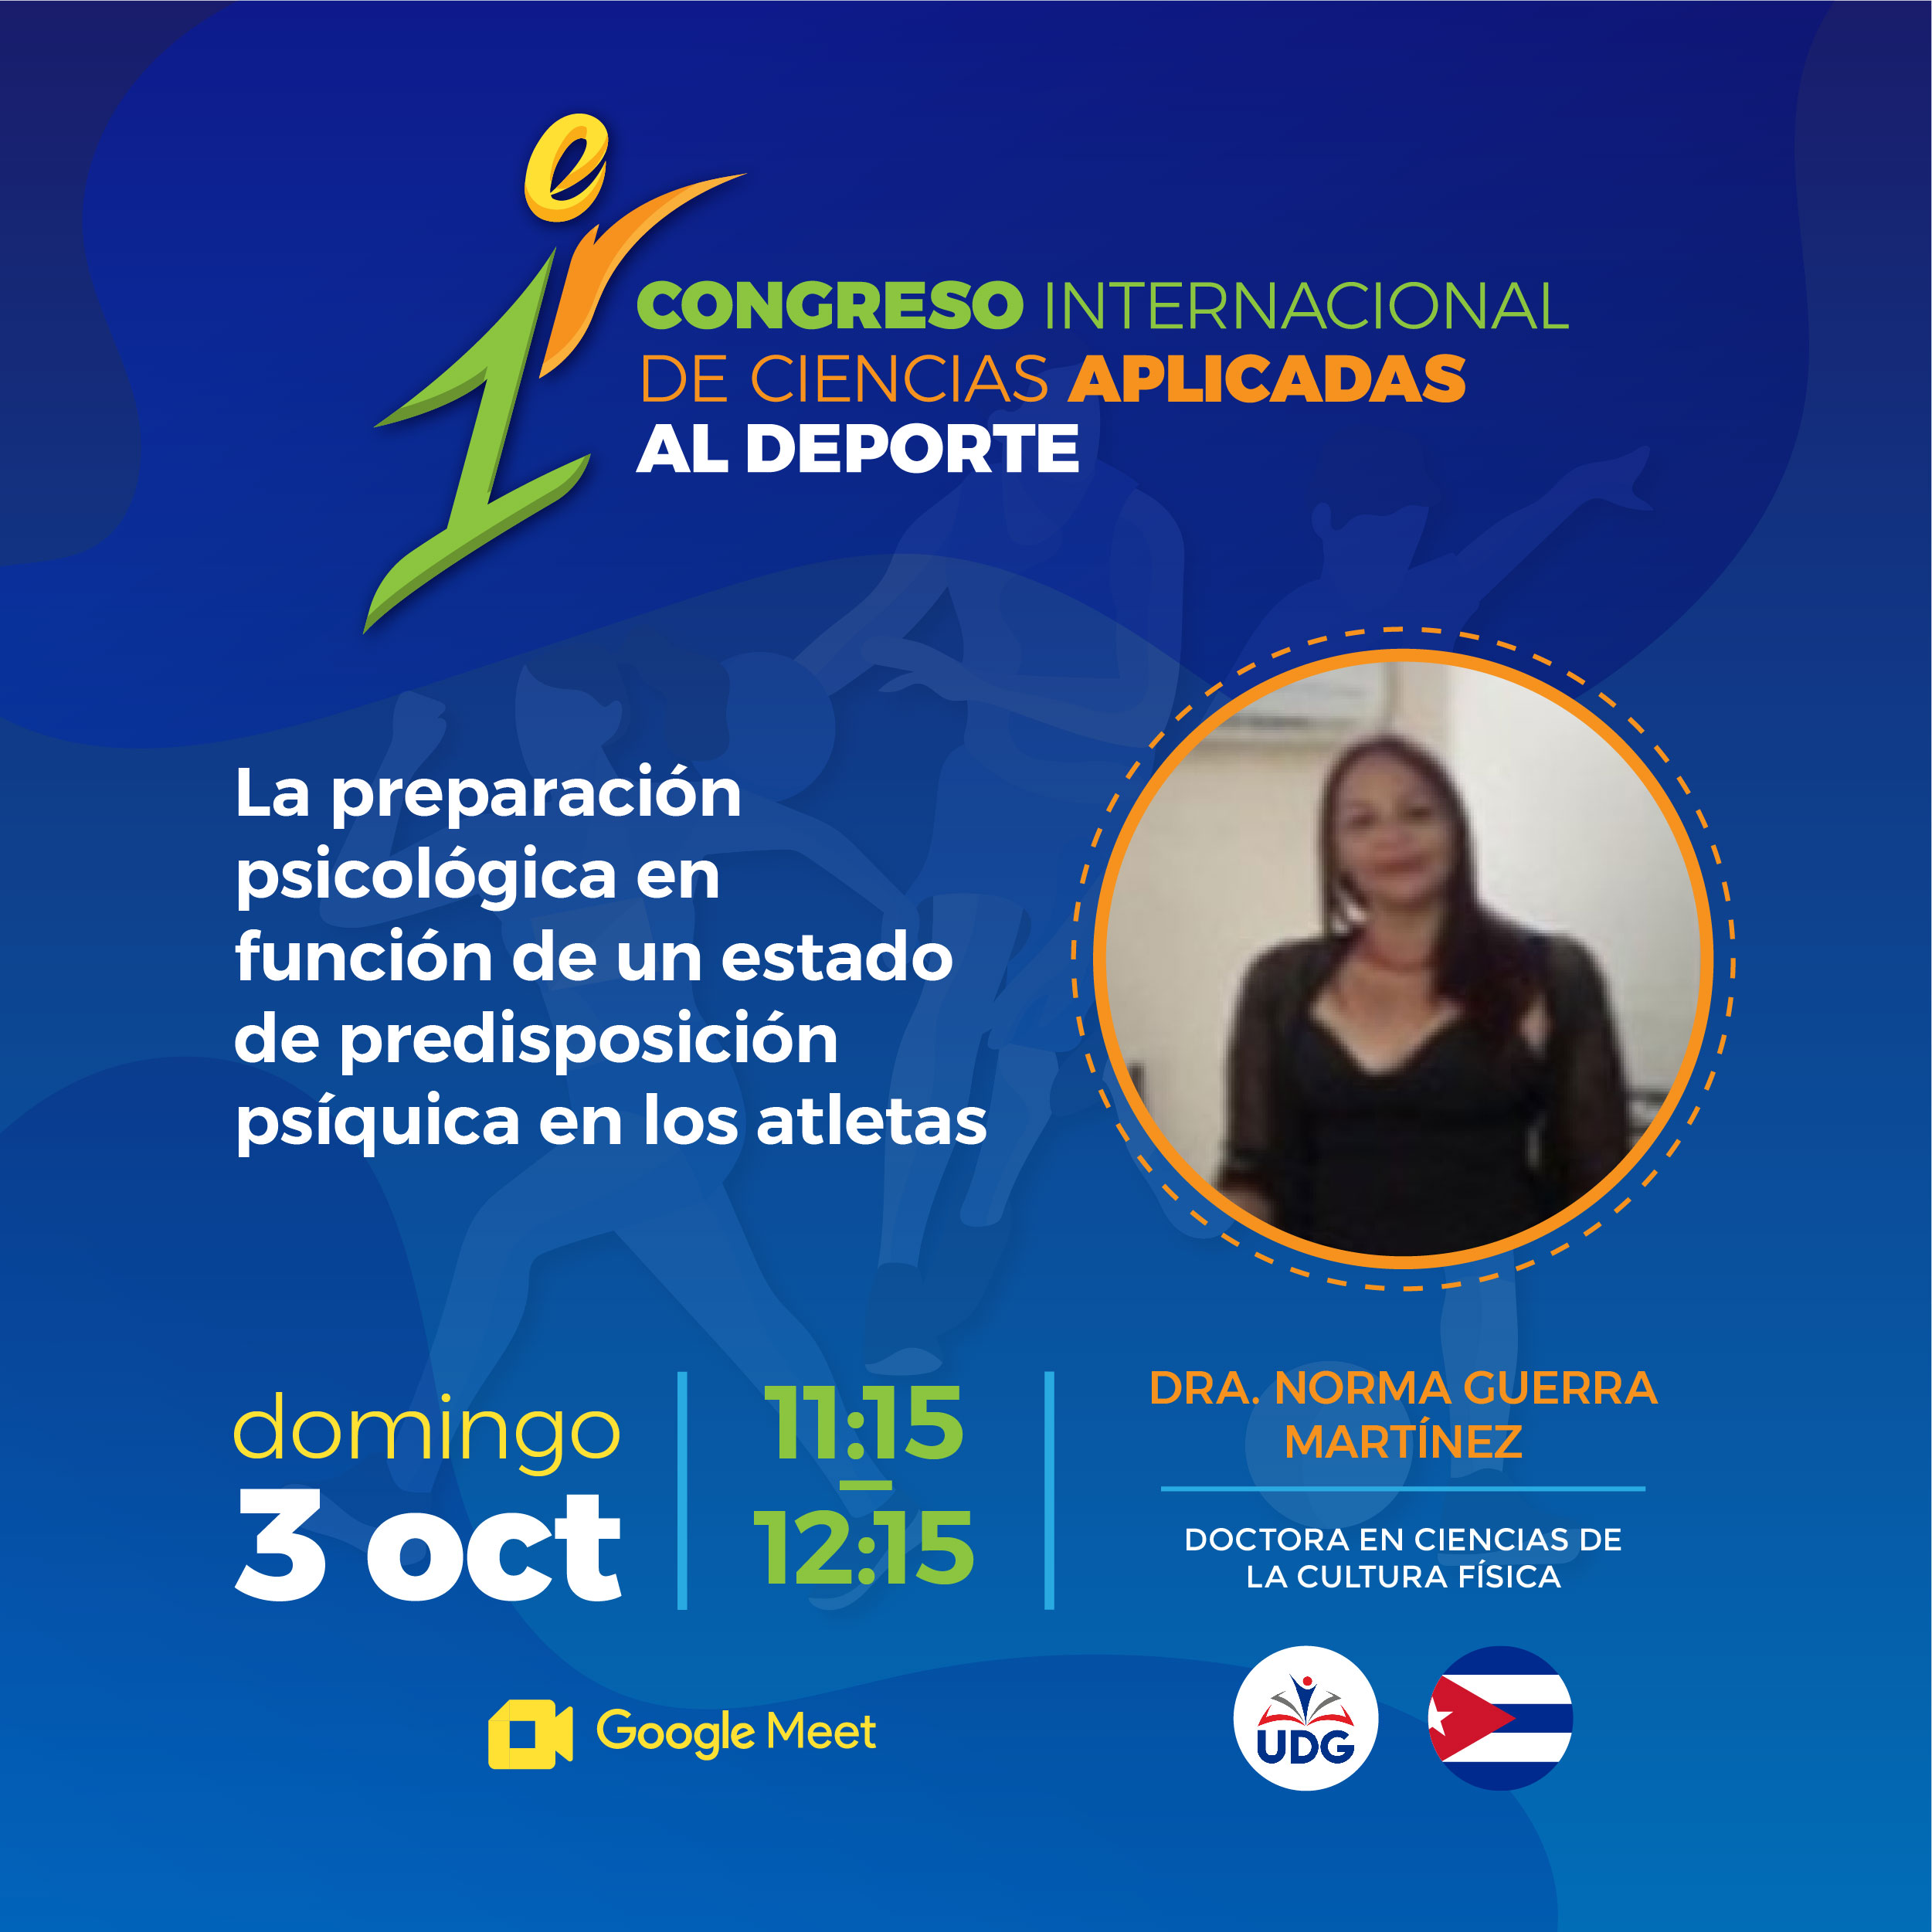 1er
CONGRESO INTERNACIONAL
DE CIENCIAS APLICADAS
AL DEPORTE
La preparación
psicológica en
función de un estado
de predisposición
psíquica en los atletas
domingo
3 oct
11:15
–
12:15
DRA. NORMA GUERRA
MARTÍNEZ
DOCTORA EN CIENCIAS DE
LA CULTURA FÍSICA
Google Meet
UDG